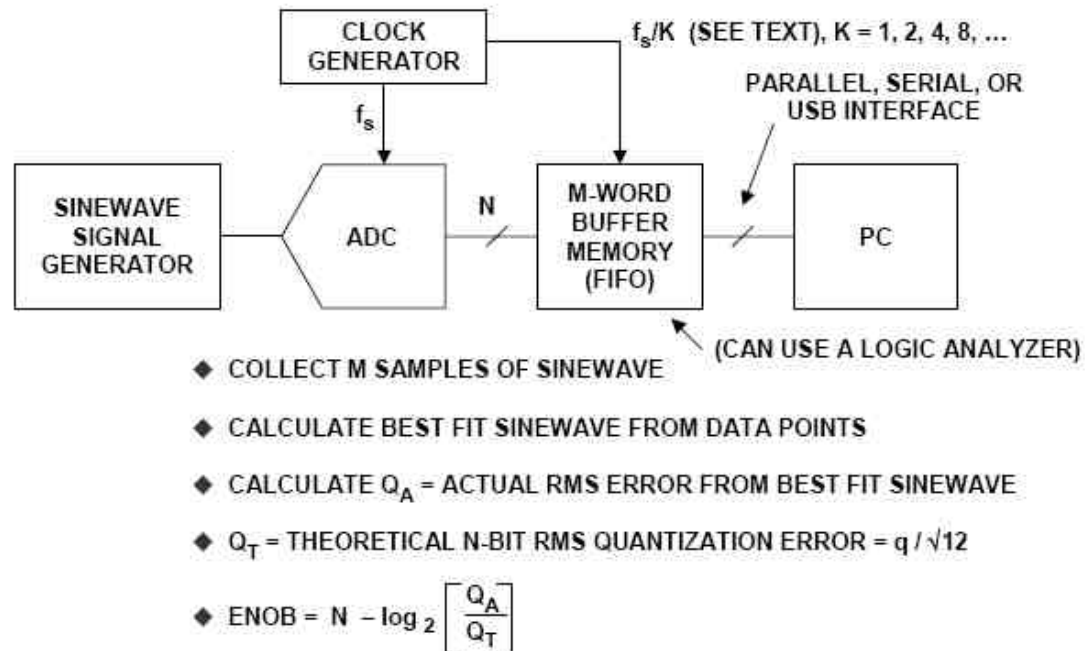 CLOCK
GENERATOR
f_s/K (SEE TEXT), K = 1, 2, 4, 8, ...
PARALLEL, SERIAL, OR
USB INTERFACE
f_s
SINEWAVE
SIGNAL
GENERATOR
ADC
N
M-WORD
BUFFER
MEMORY
(FIFO)
PC
(CAN USE A LOGIC ANALYZER)
◆ COLLECT M SAMPLES OF SINEWAVE
◆ CALCULATE BEST FIT SINEWAVE FROM DATA POINTS
◆ CALCULATE Q_A = ACTUAL RMS ERROR FROM BEST FIT SINEWAVE
◆ Q_T = THEORETICAL N-BIT RMS QUANTIZATION ERROR = q / √12
◆ ENOB = N – log_2 [Q_A / Q_T]